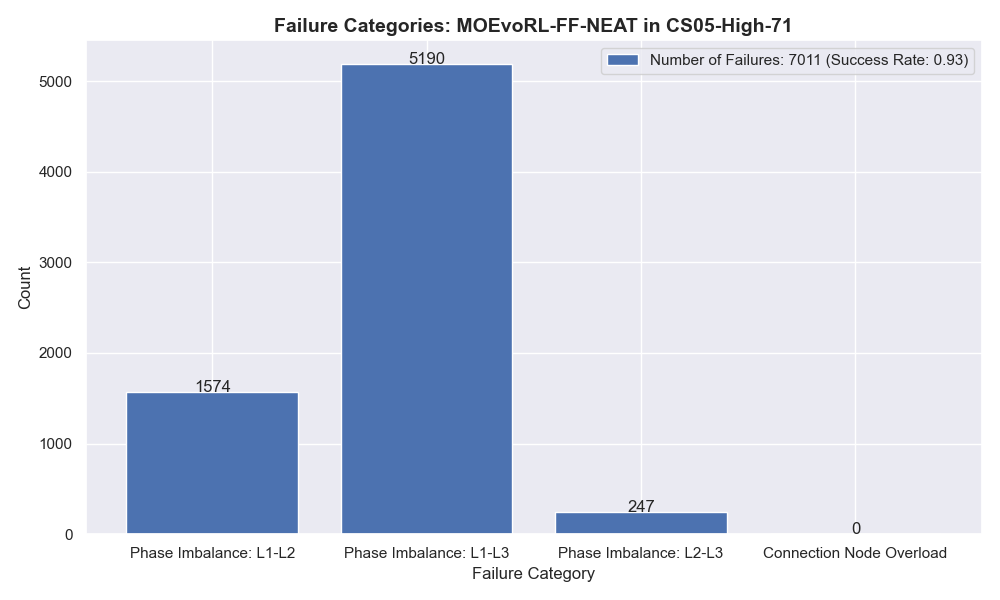 Failure Categories: MOEvoRL-FF-NEAT in CS05-High-71
Number of Failures: 7011 (Success Rate: 0.93)
Count
5000
4000
3000
2000
1000
0
1574
5190
247
0
Phase Imbalance: L1-L2
Phase Imbalance: L1-L3
Phase Imbalance: L2-L3
Connection Node Overload
Failure Category